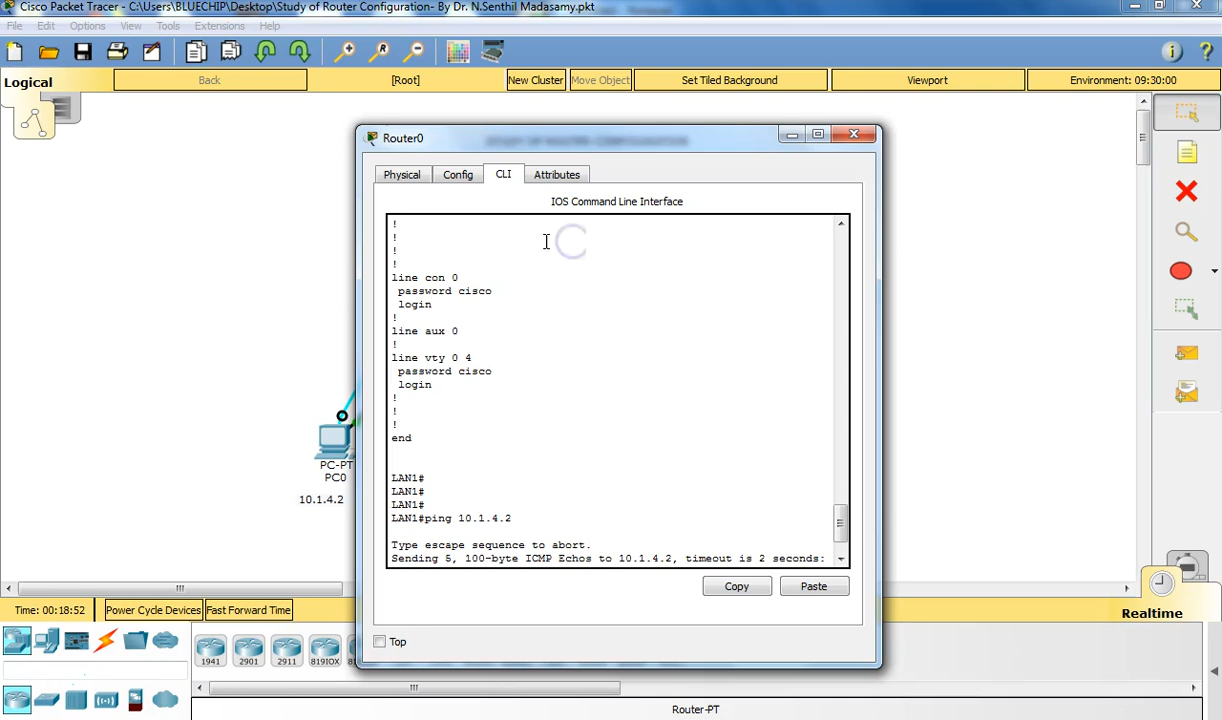 Cisco Packet Tracer - C:\Users\BLUECHIP\Desktop\Study of Router Configuration- By Dr. N.Senthil Madasamy.pkt
File Edit Options View Tools Extensions Help
Logical Back [Root] New Cluster Move Object Set Tiled Background Viewport Environment: 09:30:00
Router0
Physical Config CLI Attributes
IOS Command Line Interface
!
!
!
!
line con 0
password cisco
login
!
line aux 0
!
line vty 0 4
password cisco
login
!
!
!
end
LAN1#
LAN1#
LAN1#
LAN1#ping 10.1.4.2
Type escape sequence to abort.
Sending 5, 100-byte ICMP Echos to 10.1.4.2, timeout is 2 seconds:
Copy Paste
Top
PC-PT
PC0
10.1.4.2
Time: 00:18:52 Power Cycle Devices Fast Forward Time
Realtime
1941 2901 2911 819IOX
Router-PT